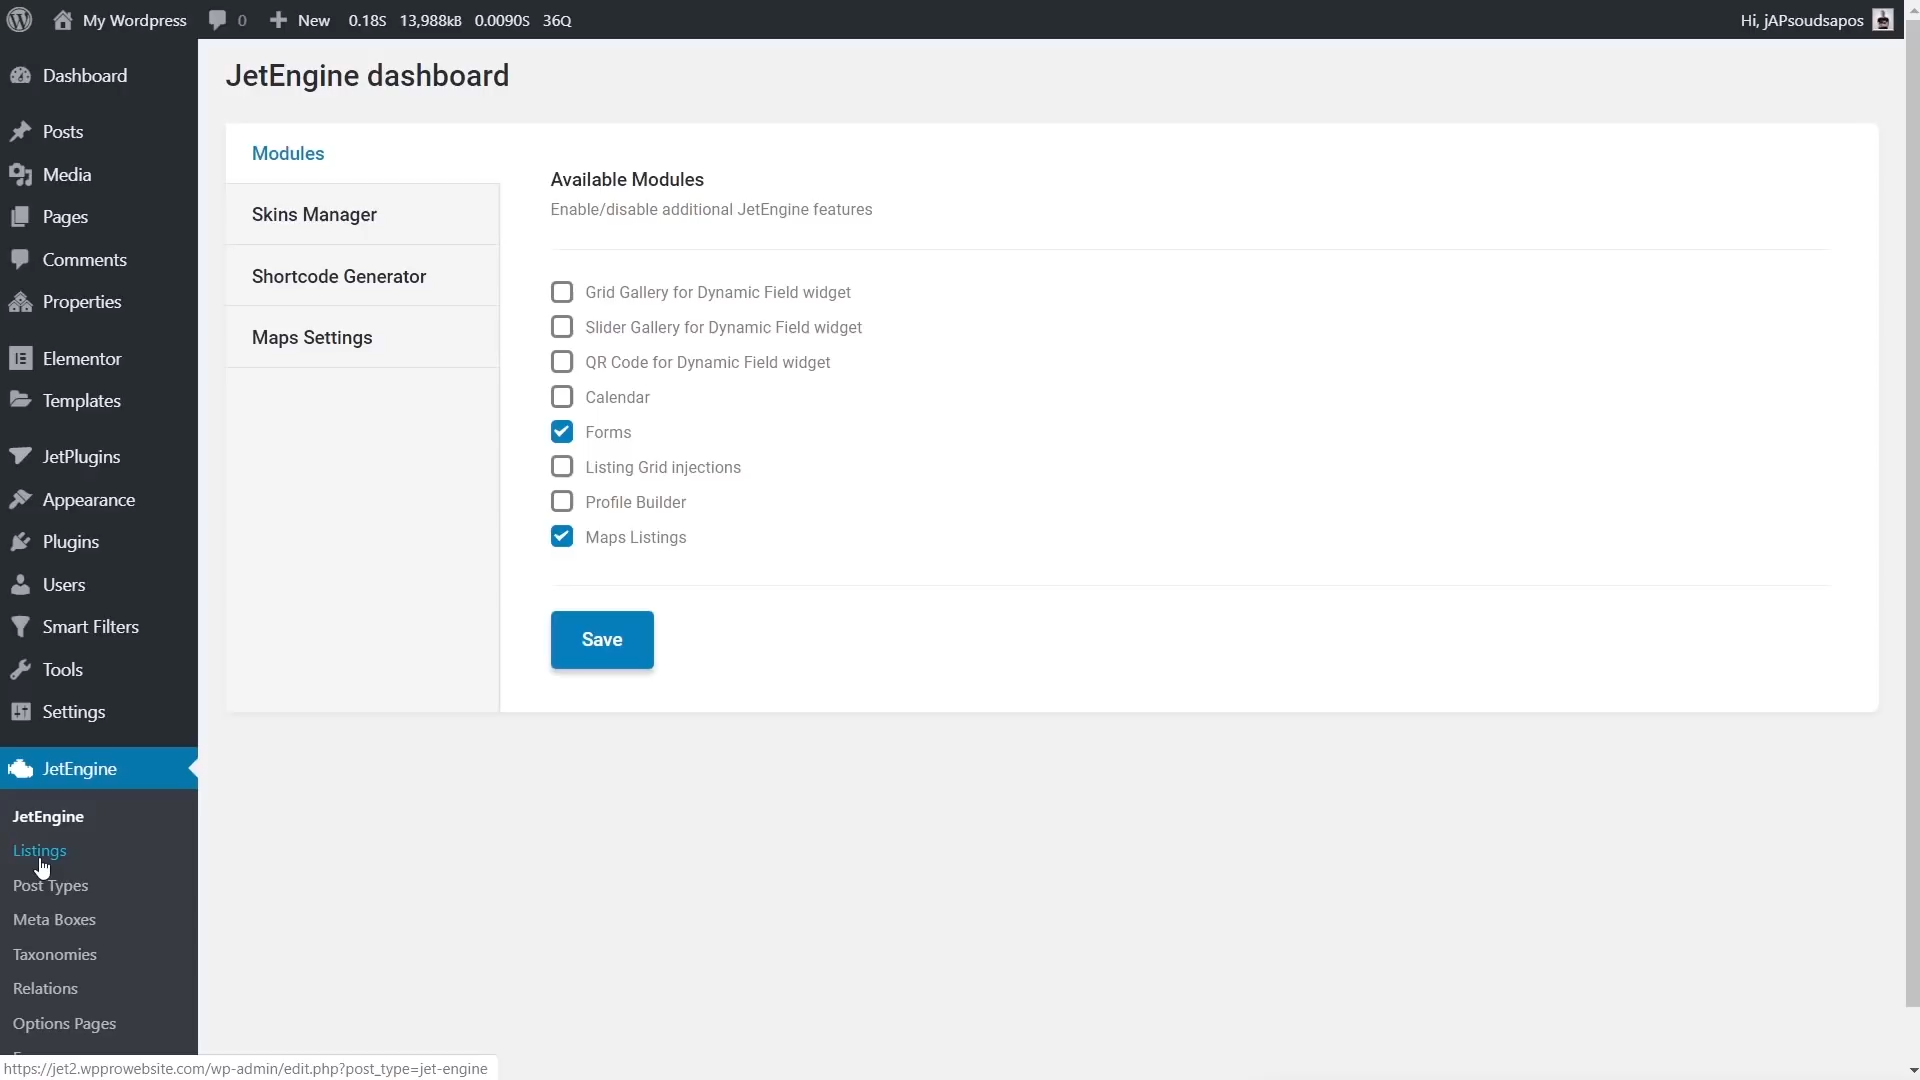 My Wordpress 0 New 0.18S 13,988KB 0.0090S 36Q Hi, jAPsoudsapos
Dashboard
Posts
Media
Pages
Comments
Properties
Elementor
Templates
JetPlugins
Appearance
Plugins
Users
Smart Filters
Tools
Settings
JetEngine
JetEngine
Listings
Post Types
Meta Boxes
Taxonomies
Relations
Options Pages
https://jet2.wpprowebsite.com/wp-admin/edit.php?post_type=jet-engine
JetEngine dashboard
Modules
Skins Manager
Shortcode Generator
Maps Settings
Available Modules
Enable/disable additional JetEngine features
Grid Gallery for Dynamic Field widget
Slider Gallery for Dynamic Field widget
QR Code for Dynamic Field widget
Calendar
Forms
Listing Grid injections
Profile Builder
Maps Listings
Save